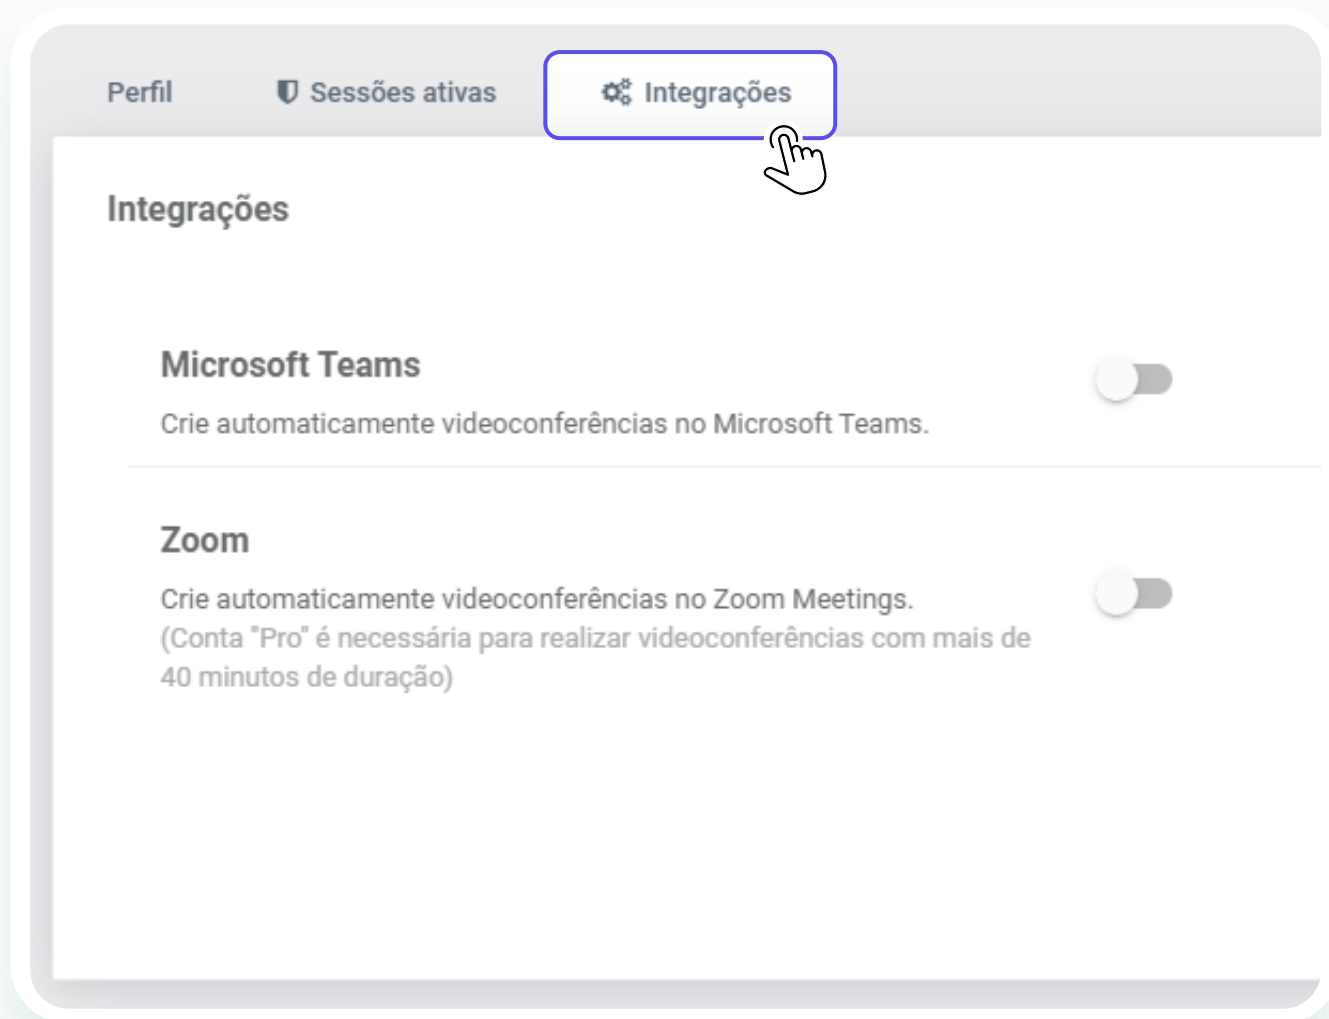 Perfil
Sessões ativas
Integrações
Integrações
Microsoft Teams
Crie automaticamente videoconferências no Microsoft Teams.
Zoom
Crie automaticamente videoconferências no Zoom Meetings.
(Conta "Pro" é necessária para realizar videoconferências com mais de
40 minutos de duração)